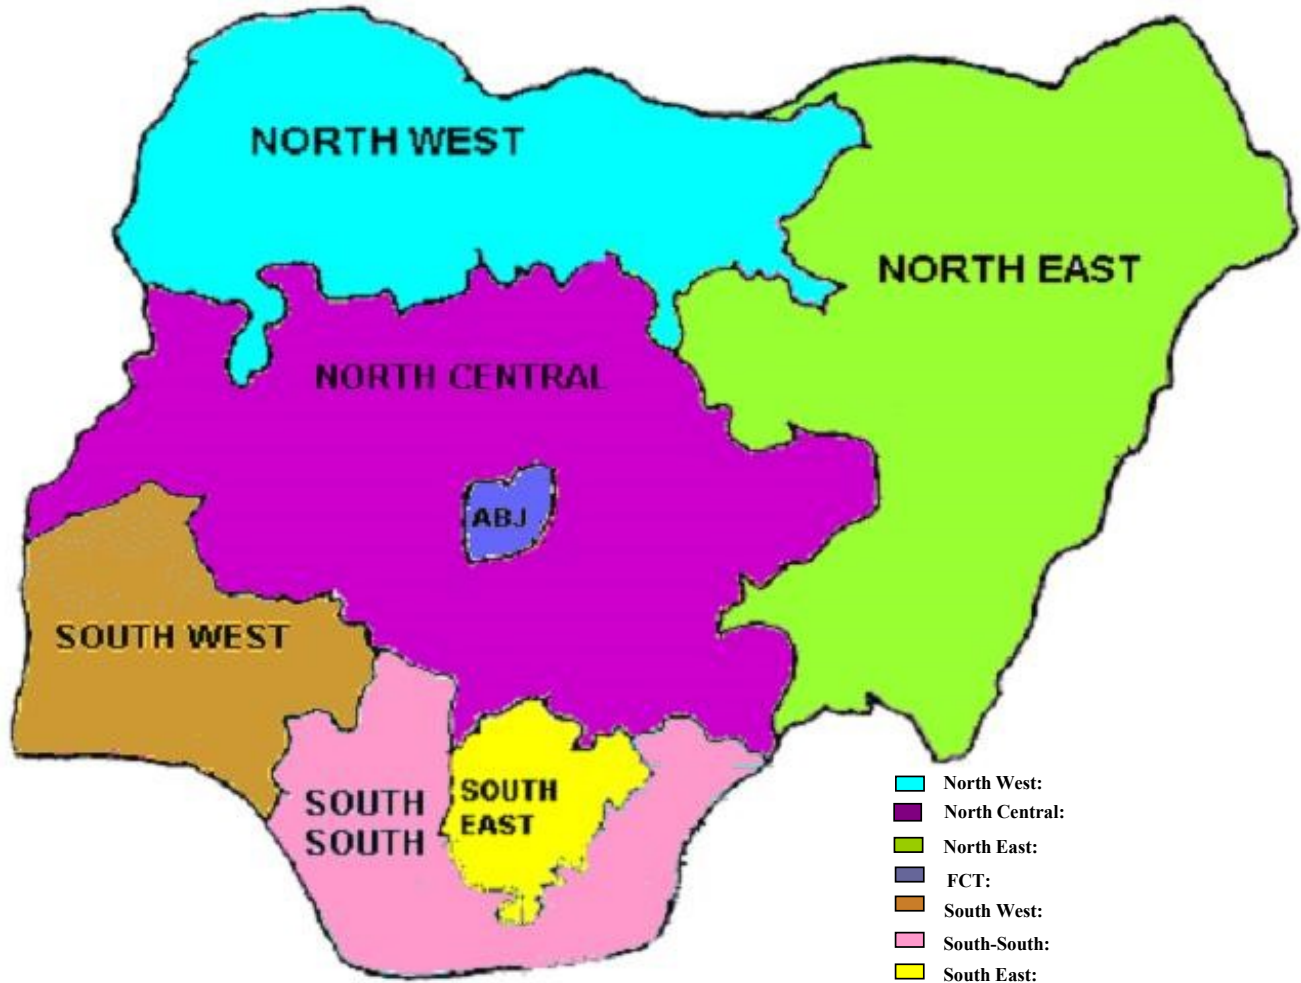 NORTH WEST
NORTH EAST
NORTH CENTRAL
ABJ
SOUTH WEST
SOUTH
SOUTH
SOUTH
EAST
North West:
North Central:
North East:
FCT:
South West:
South-South:
South East: